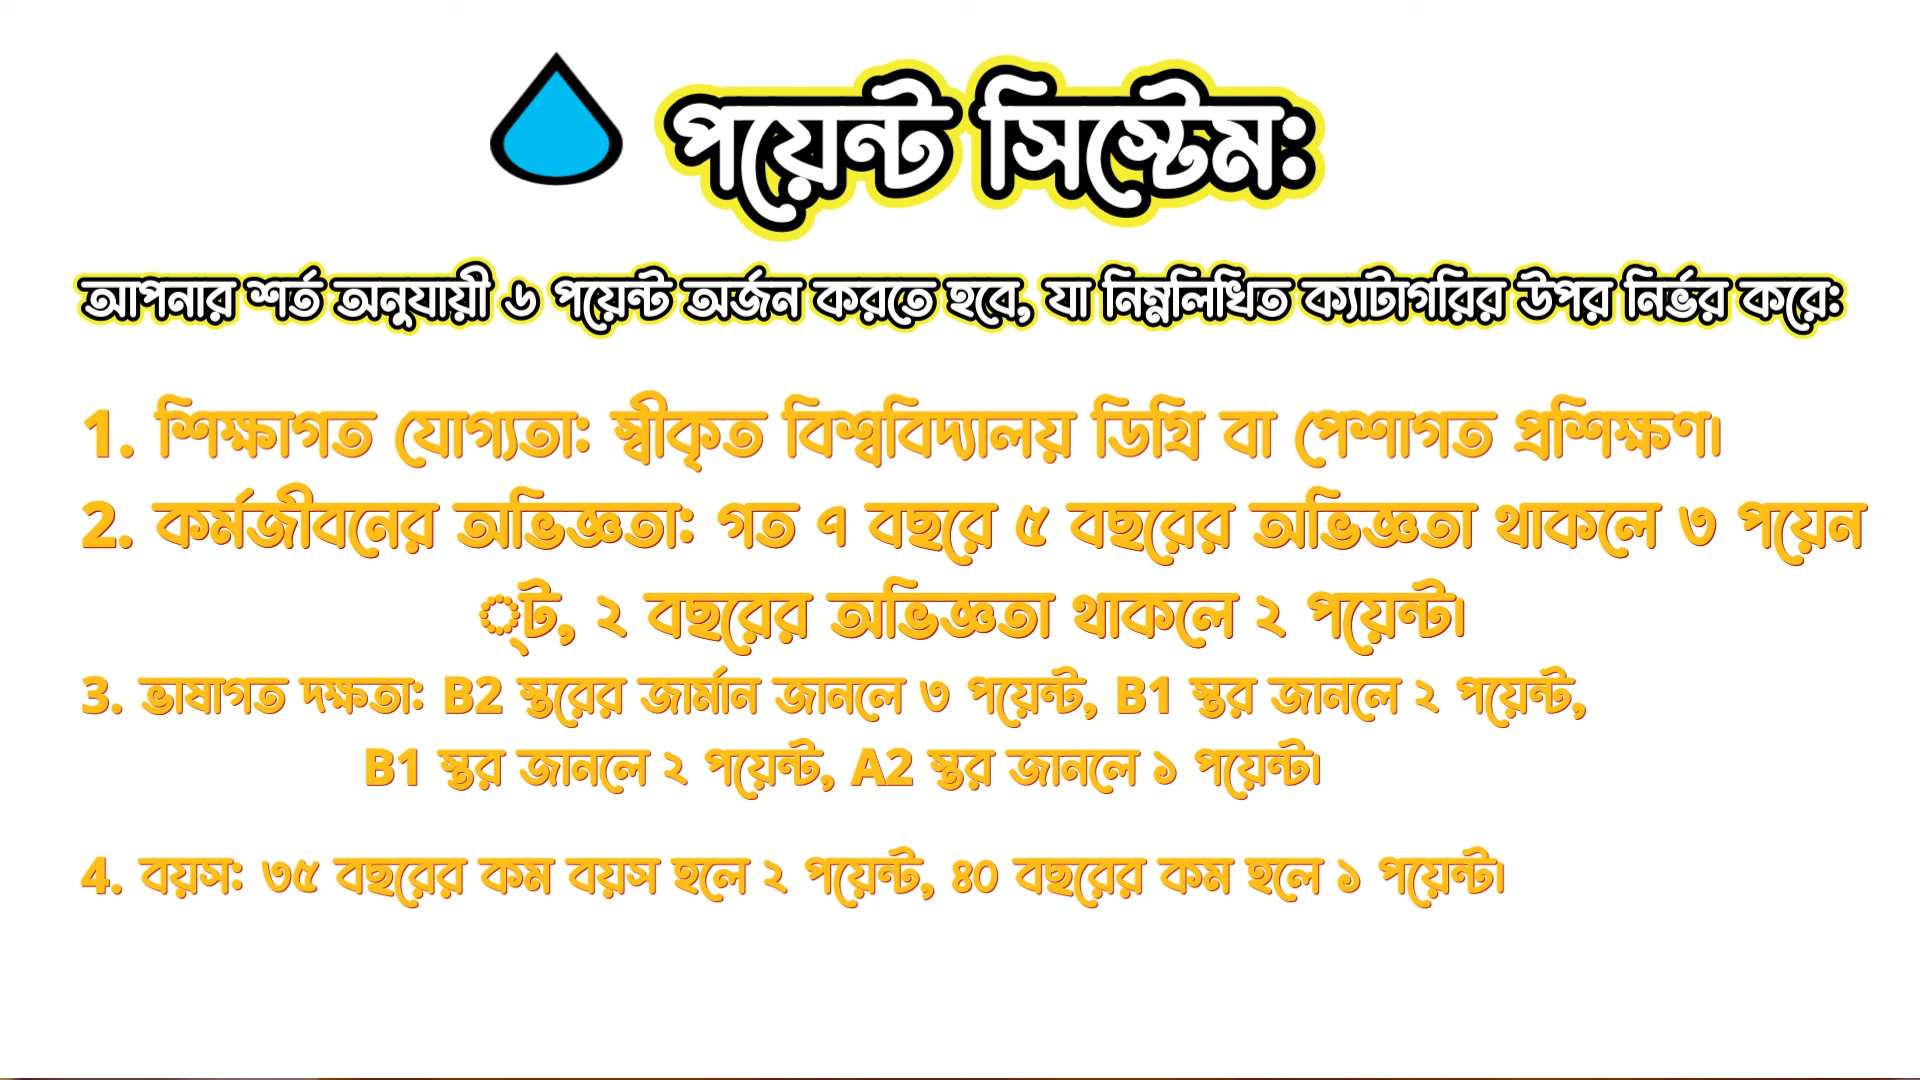 পয়েন্ট সিস্টেম:
আপনার শর্ত অনুযায়ী ৬ পয়েন্ট অর্জন করতে হবে, যা নিম্নলিখিত ক্যাটাগরির উপর নির্ভর করে:
1. শিক্ষাগত যোগ্যতা: স্বীকৃত বিশ্ববিদ্যালয় ডিগ্রি বা পেশাগত প্রশিক্ষণ।
2. কর্মজীবনের অভিজ্ঞতা: গত ৭ বছরে ৫ বছরের অভিজ্ঞতা থাকলে ৩ পয়েন
্ট, ২ বছরের অভিজ্ঞতা থাকলে ২ পয়েন্ট।
3. ভাষাগত দক্ষতা: B2 স্তরের জার্মান জানলে ৩ পয়েন্ট, B1 স্তর জানলে ২ পয়েন্ট,
B1 স্তর জানলে ২ পয়েন্ট, A2 স্তর জানলে ১ পয়েন্ট।
4. বয়স: ৩৫ বছরের কম বয়স হলে ২ পয়েন্ট, ৪০ বছরের কম হলে ১ পয়েন্ট।